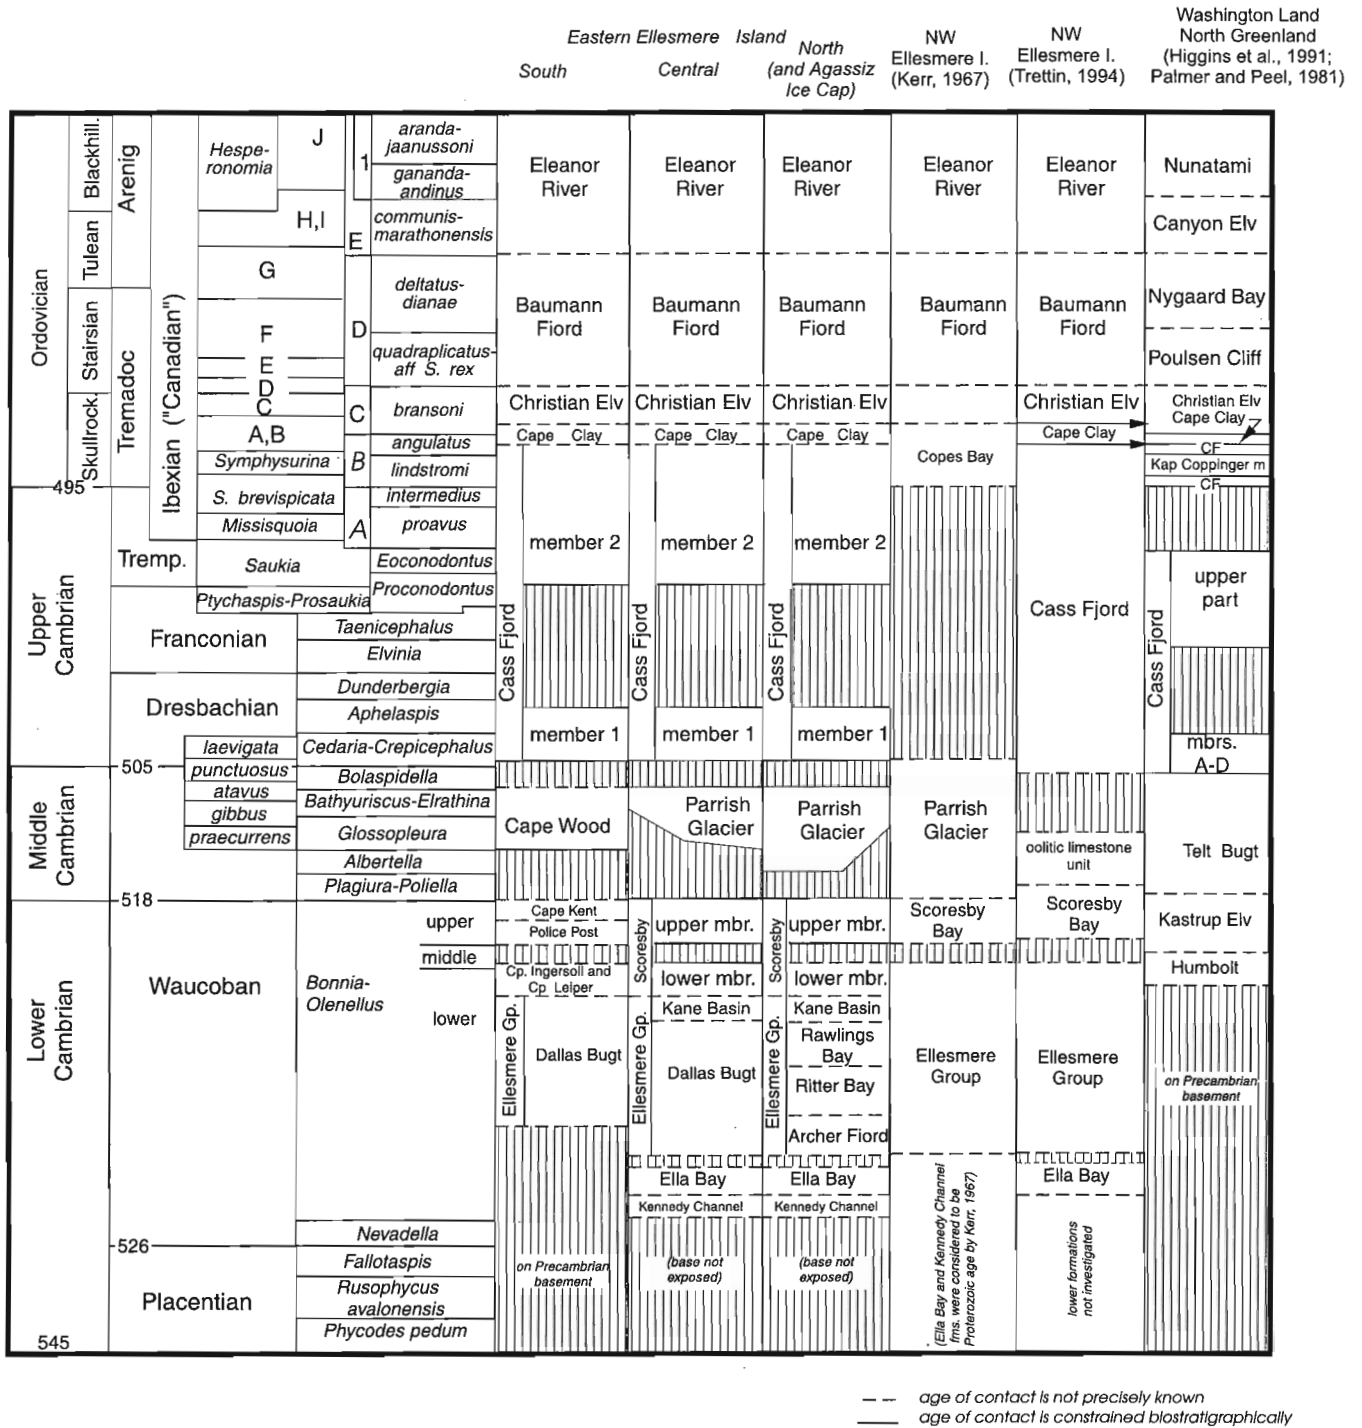 Eastern Ellesmere Island
South
Central
North
(and Agassiz
Ice Cap)
NW
Ellesmere I.
(Kerr, 1967)
NW
Ellesmere I.
(Trettin, 1994)
Washington Land
North Greenland
(Higgins et al., 1991;
Palmer and Peel, 1981)
Ordovician
Upper
Cambrian
Middle
Cambrian
Lower
Cambrian
495
505
518
526
545
Blackhill.
Tulean
Stairsian
Skullrock.
Arenig
Tremadoc
Ibexian ("Canadian")
Tremp.
Franconian
Dresbachian
Waucoban
Placentian
Hespe-
ronomia
J
H,I
G
F
E
D
C
A,B
Symphysurina
S. brevispicata
Missisquoia
Saukia
Ptychaspis-Prosaukia
1
E
D
C
B
A
aranda-
jaanussoni
gananda-
andinus
communis-
marathonensis
deltatus-
dianae
quadraplicatus-
aff S. rex
bransoni
angulatus
lindstromi
intermedius
proavus
Eoconodontus
Proconodontus
Taenicephalus
Elvinia
Dunderbergia
Aphelaspis
Cedaria-Crepicephalus
laevigata
punctuosus
atavus
gibbus
praecurrens
Bolaspidella
Bathyuriscus-Elrathina
Glossopleura
Albertella
Plagiura-Poliella
Bonnia-
Olenellus
upper
middle
lower
Nevadella
Fallotaspis
Rusophycus
avalonensis
Phycodes pedum
Eleanor
River
Baumann
Fiord
Christian Elv
Cape Clay
Cass Fjord
member 2
member 1
Cape Wood
Cape Kent
Police Post
Cp. Ingersoll and
Cp Leiper
Ellesmere Gp.
Dallas Bugt
on Precambrian
basement
Eleanor
River
Baumann
Fiord
Christian Elv
Cape Clay
Cass Fjord
member 2
member 1
Parrish
Glacier
Scoresby
upper mbr.
lower mbr.
Ellesmere Gp.
Kane Basin
Dallas Bugt
Ella Bay
Kennedy Channel
(base not
exposed)
Eleanor
River
Baumann
Fiord
Christian Elv
Cape Clay
Cass Fjord
member 2
member 1
Parrish
Glacier
Scoresby
upper mbr.
lower mbr.
Ellesmere Gp.
Kane Basin
Rawlings
Bay
Ritter Bay
Archer Fiord
Ella Bay
Kennedy Channel
(base not
exposed)
Eleanor
River
Baumann
Fiord
Copes Bay
Parrish
Glacier
Scoresby
Bay
Ellesmere
Group
(Ella Bay and Kennedy Channel
fms. were considered to be
Proterozoic age by Kerr, 1967)
Eleanor
River
Baumann
Fiord
Christian Elv
Cape Clay
Cass Fjord
oolitic limestone
unit
Scoresby
Bay
Ellesmere
Group
Ella Bay
lower formations
not investigated
Nunatami
Canyon Elv
Nygaard Bay
Poulsen Cliff
Christian Elv
Cape Clay
CF
Kap Coppinger m
CF
Cass Fjord
upper
part
mbrs.
A-D
Telt Bugt
Kastrup Elv
Humbolt
on Precambrian
basement
age of contact is not precisely known
age of contact is constrained biostratigraphically